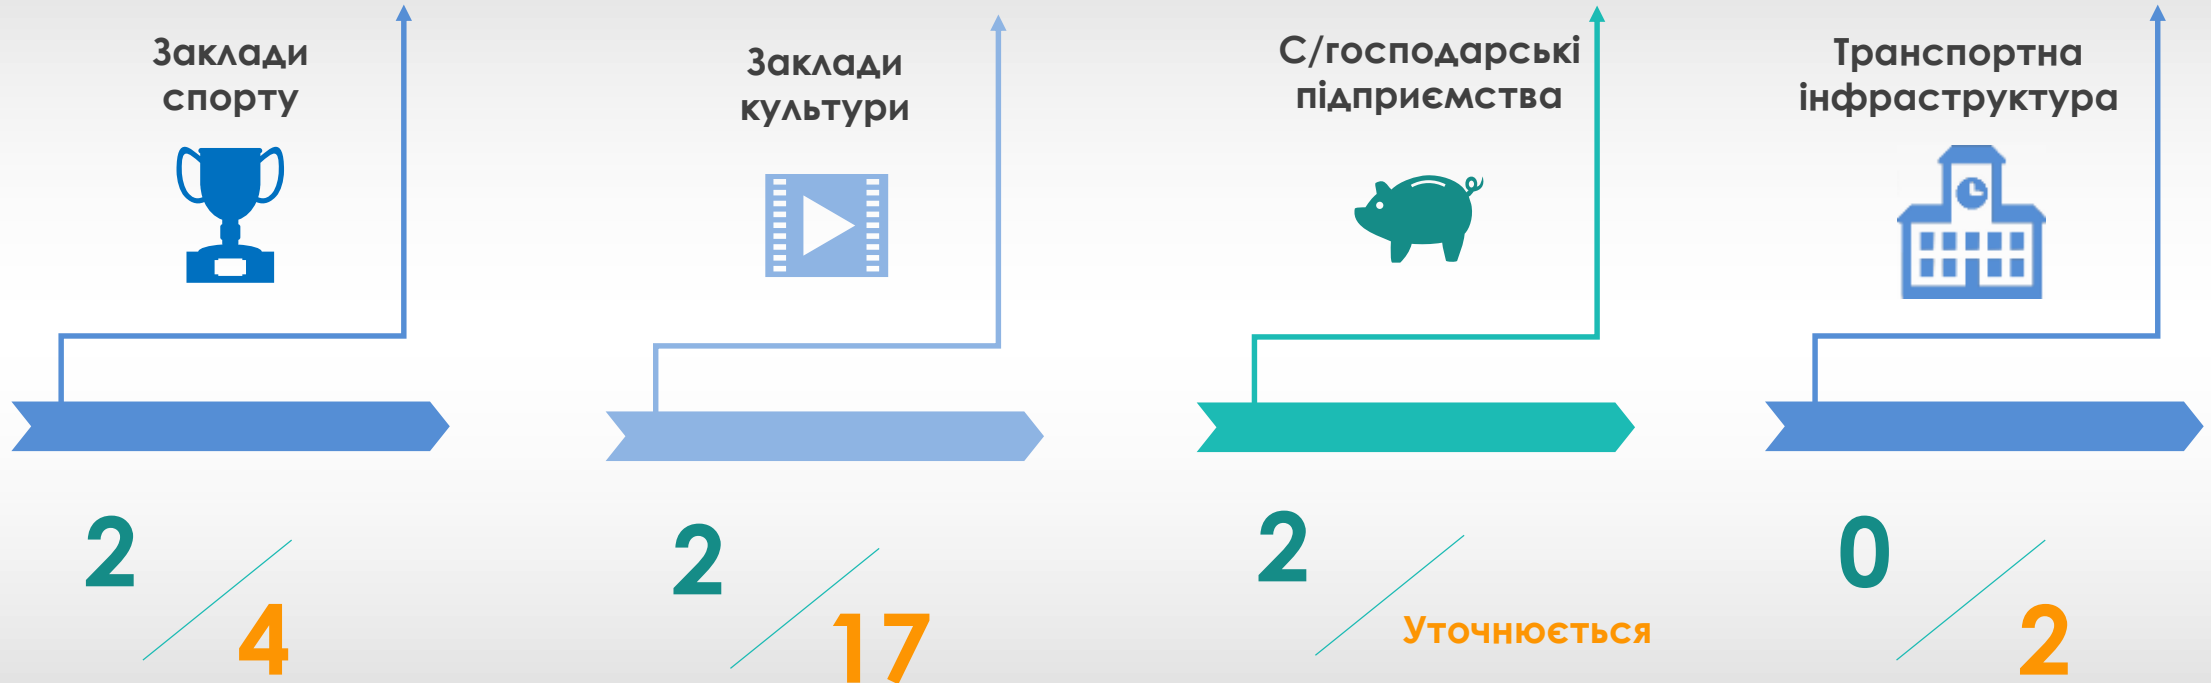 Заклади
спорту
Заклади
культури
С/господарські
підприємства
Транспортна
інфраструктура
2
4
2
17
2
Уточнюється
0
2